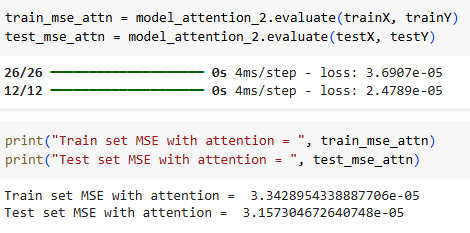 train_mse_attn = model_attention_2.evaluate(trainX, trainY)
test_mse_attn = model_attention_2.evaluate(testX, testY)
26/26 ━━━━━━━━━━━━━━━━━━━━ 0s 4ms/step - loss: 3.6907e-05
12/12 ━━━━━━━━━━━━━━━━━━━━ 0s 4ms/step - loss: 2.4789e-05
print("Train set MSE with attention = ", train_mse_attn)
print("Test set MSE with attention = ", test_mse_attn)
Train set MSE with attention =  3.3428954338887706e-05
Test set MSE with attention =  3.157304672640748e-05